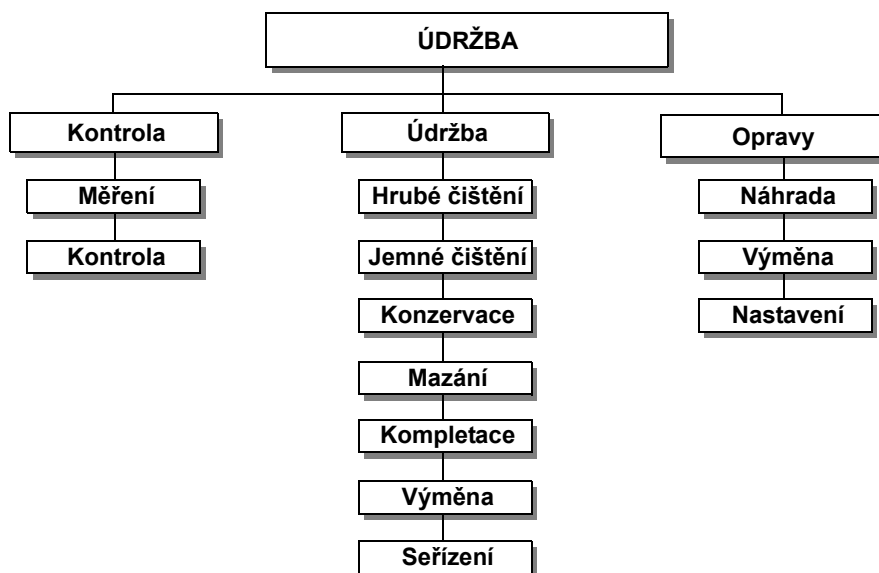 ÚDRŽBA
Kontrola
Měření
Kontrola
Údržba
Hrubé čištění
Jemné čištění
Konzervace
Mazání
Kompletace
Výměna
Seřízení
Opravy
Náhrada
Výměna
Nastavení